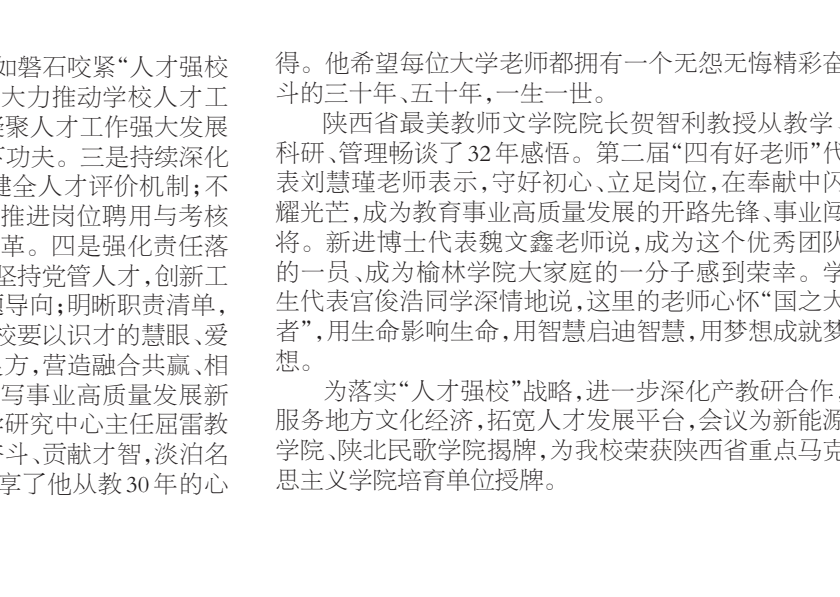 如磐石咬紧“人才强校
大力推动学校人才工
聚人才工作强大发展
功夫。三是持续深化
建全人才评价机制；不
推进岗位聘用与考核
革。四是强化责任落
坚持党管人才，创新工
导向；明晰职责清单，
校要以识才的慧眼、爱
方，营造融合共赢、相
写事业高质量发展新
研究中心主任屈雷教
斗、贡献才智，淡泊名
享了他从教30年的心
得。他希望每位大学老师都拥有一个无怨无悔精彩奋
斗的三十年、五十年，一生一世。
陕西省最美教师文学院院长贺智利教授从教学、
科研、管理畅谈了32年感悟。第二届“四有好老师”代
表刘慧瑾老师表示，守好初心、立足岗位，在奉献中闪
耀光芒，成为教育事业高质量发展的开路先锋、事业闯
将。新进博士代表魏文鑫老师说，成为这个优秀团队
的一员、成为榆林学院大家庭的一分子感到荣幸。学
生代表宫俊浩同学深情地说，这里的老师心怀“国之大
者”，用生命影响生命，用智慧启迪智慧，用梦想成就梦
想。
为落实“人才强校”战略，进一步深化产教研合作，
服务地方文化经济，拓宽人才发展平台，会议为新能源
学院、陕北民歌学院揭牌，为我校荣获陕西省重点马克
思主义学院培育单位授牌。